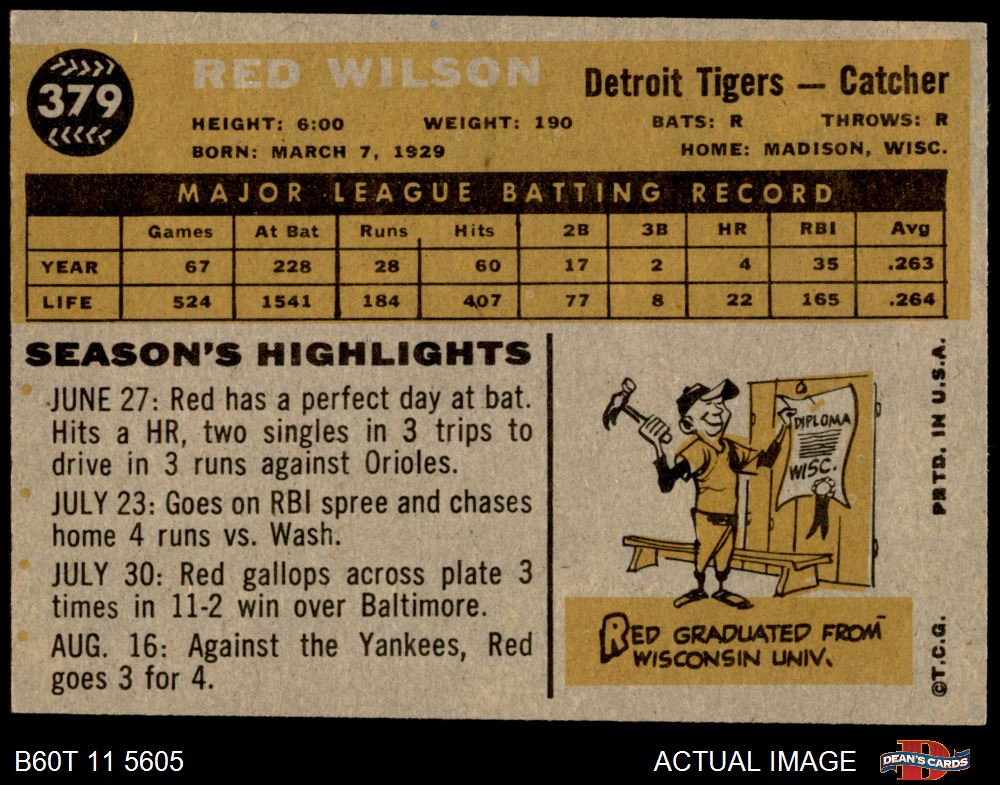 379
RED WILSON
Detroit Tigers — Catcher
HEIGHT: 6:00 WEIGHT: 190 BATS: R THROWS: R
BORN: MARCH 7, 1929 HOME: MADISON, WISC.
MAJOR LEAGUE BATTING RECORD
Games At Bat Runs Hits 2B 3B HR RBI Avg
YEAR 67 228 28 60 17 2 4 35 .263
LIFE 524 1541 184 407 77 8 22 165 .264
SEASON'S HIGHLIGHTS
JUNE 27: Red has a perfect day at bat.
Hits a HR, two singles in 3 trips to
drive in 3 runs against Orioles.
JULY 23: Goes on RBI spree and chases
home 4 runs vs. Wash.
JULY 30: Red gallops across plate 3
times in 11-2 win over Baltimore.
AUG. 16: Against the Yankees, Red
goes 3 for 4.
DIPLOMA
WISC.
RED GRADUATED FROM
WISCONSIN UNIV.
PRTD. IN U.S.A.
©T.C.G.
B60T 11 5605
ACTUAL IMAGE
D
DEAN'S CARDS